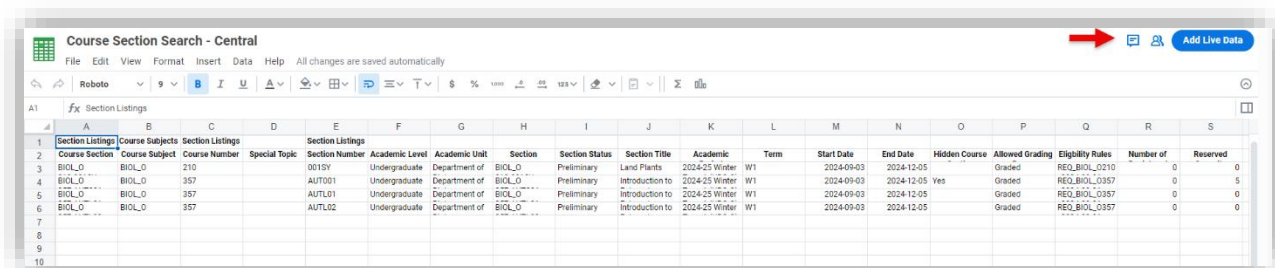 Course Section Search - Central
Add Live Data
File Edit View Format Insert Data Help All changes are saved automatically
Roboto 9 B I U A $ % 123 Σ
A1 fx Section Listings
A B C D E F G H I J K L M N O P Q R S
1 Section Listings Course Subjects Section Listings Section Listings
2 Course Section Course Subject Course Number Special Topic Section Number Academic Level Academic Unit Section Section Status Section Title Academic Term Start Date End Date Hidden Course Allowed Grading Eligibility Rules Number of Reserved
3 BIOL_O BIOL_O 210 001SY Undergraduate Department of BIOL_O Preliminary Land Plants 2024-25 Winter W1 2024-09-03 2024-12-05 Graded REQ_BIOL_O210 0 0
4 BIOL_O BIOL_O 357 AUT001 Undergraduate Department of BIOL_O Preliminary Introduction to 2024-25 Winter W1 2024-09-03 2024-12-05 Yes Graded REQ_BIOL_O357 0 5
5 BIOL_O BIOL_O 357 AUTL01 Undergraduate Department of BIOL_O Preliminary Introduction to 2024-25 Winter W1 2024-09-03 2024-12-05 Graded REQ_BIOL_O357 0 0
6 BIOL_O BIOL_O 357 AUTL02 Undergraduate Department of BIOL_O Preliminary Introduction to 2024-25 Winter W1 2024-09-03 2024-12-05 Graded REQ_BIOL_O357 0 0
7
8
9
10